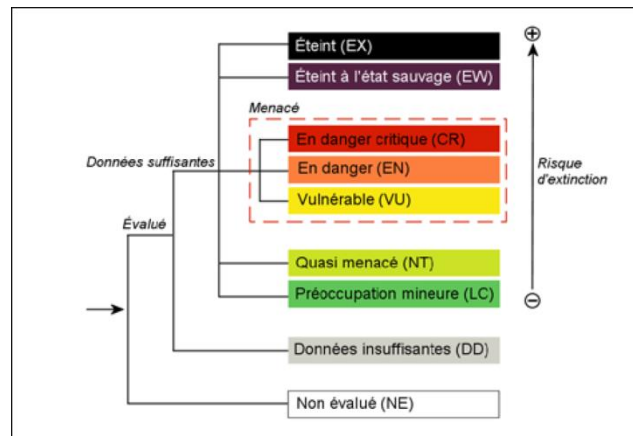 Éteint (EX)
Éteint à l'état sauvage (EW)
Menacé
En danger critique (CR)
Données suffisantes
En danger (EN)
Risque
d'extinction
Vulnérable (VU)
Évalué
Quasi menacé (NT)
Préoccupation mineure (LC)
Données insuffisantes (DD)
Non évalué (NE)